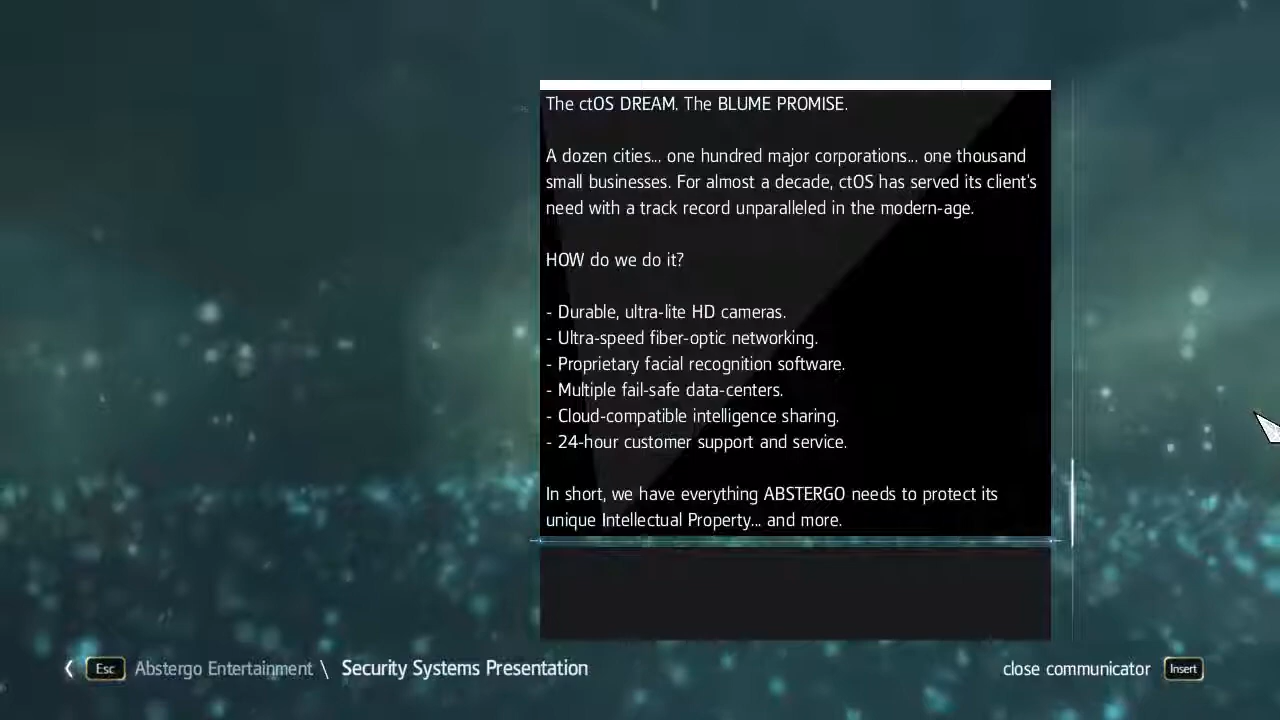 The ctOS DREAM. The BLUME PROMISE.
A dozen cities... one hundred major corporations... one thousand
small businesses. For almost a decade, ctOS has served its client's
need with a track record unparalleled in the modern-age.
HOW do we do it?
- Durable, ultra-lite HD cameras.
- Ultra-speed fiber-optic networking.
- Proprietary facial recognition software.
- Multiple fail-safe data-centers.
- Cloud-compatible intelligence sharing.
- 24-hour customer support and service.
In short, we have everything ABSTERGO needs to protect its
unique Intellectual Property... and more.
Esc Abstergo Entertainment \ Security Systems Presentation
close communicator Insert